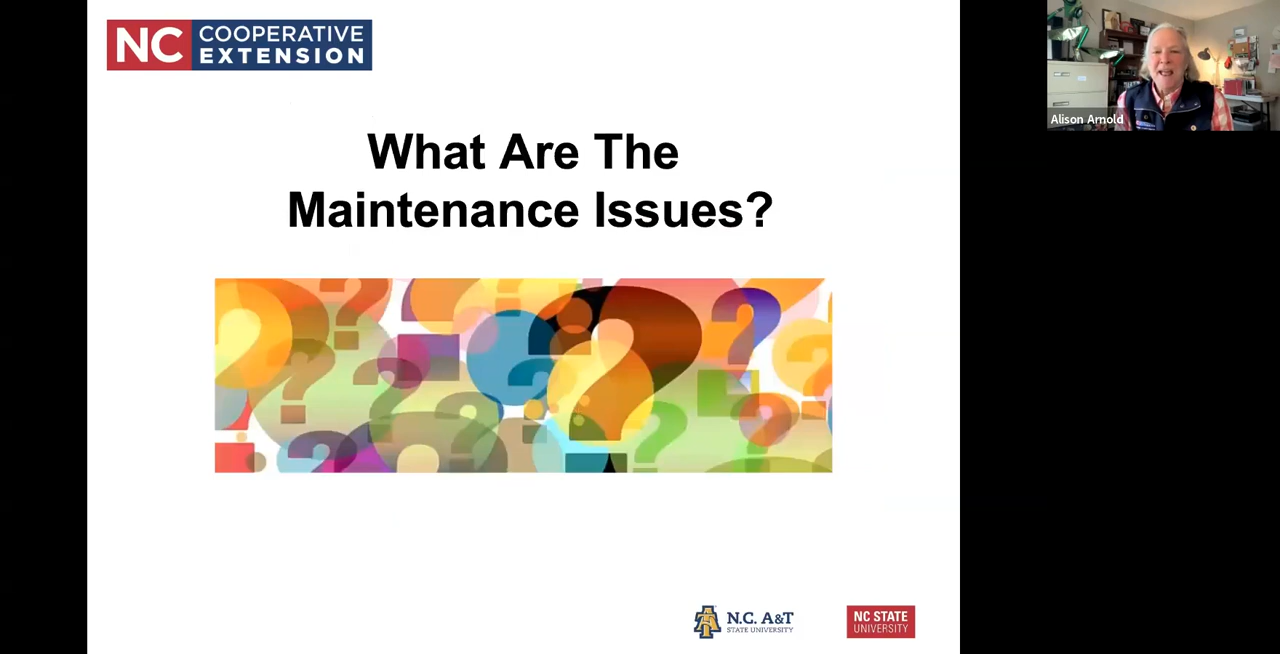 NC COOPERATIVE
EXTENSION
Alison Arnold
What Are The
Maintenance Issues?
N.C. A&T
STATE UNIVERSITY
NC STATE
UNIVERSITY